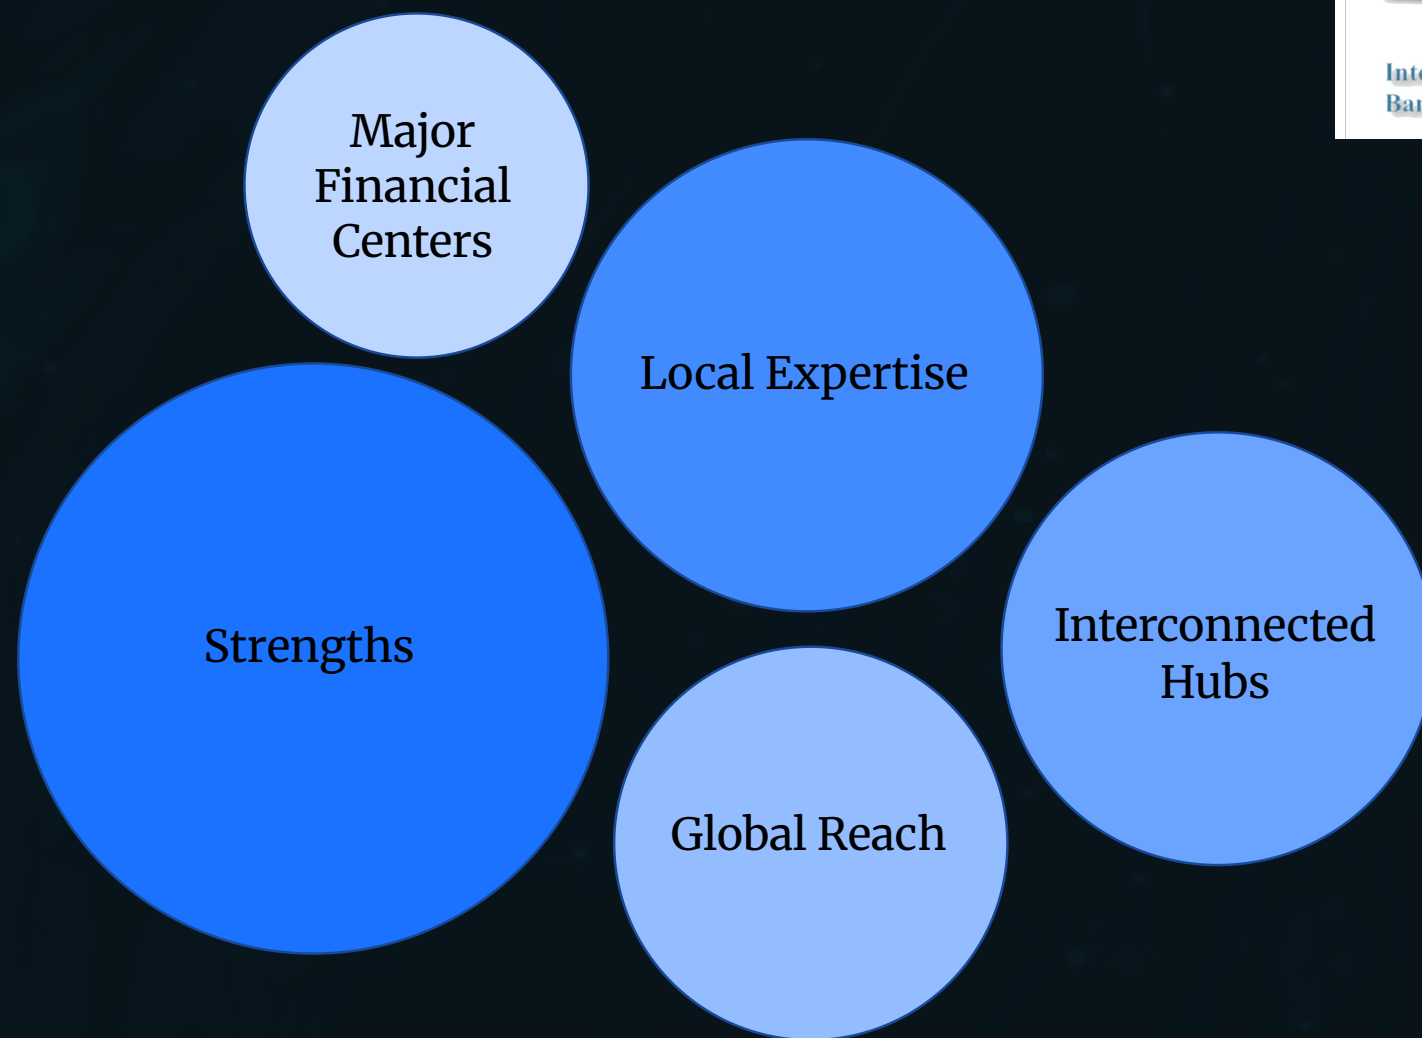 Major
Financial
Centers
Local Expertise
Strengths
Interconnected
Hubs
Global Reach